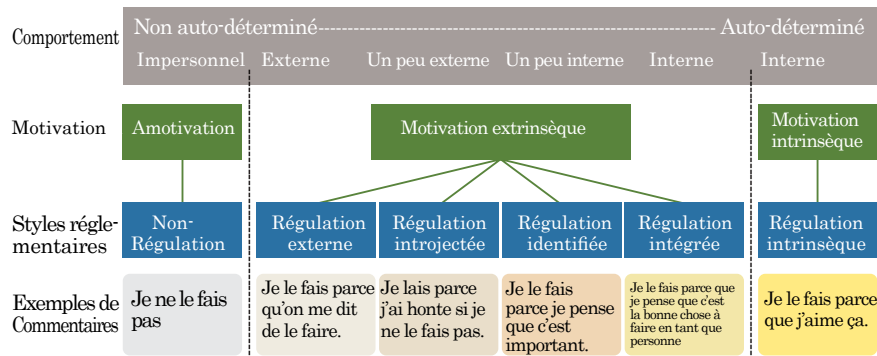 Comportement
Non auto-déterminé------------------------------------------------------------ Auto-déterminé
Impersonnel Externe Un peu externe Un peu interne Interne Interne
Motivation
Amotivation
Motivation extrinsèque
Motivation
intrinsèque
Styles régle-
mentaires
Non-
Régulation
Régulation
externe
Régulation
introjectée
Régulation
identifiée
Régulation
intégrée
Régulation
intrinsèque
Exemples de
Commentaires
Je ne le fais
pas
Je le fais parce
qu'on me dit
de le faire.
Je lais parce
j'ai honte si je
ne le fais pas.
Je le fais
parce je pense
que c'est
important.
Je le fais parce que
je pense que c'est
la bonne chose à
faire en tant que
personne
Je le fais parce
que j'aime ça.